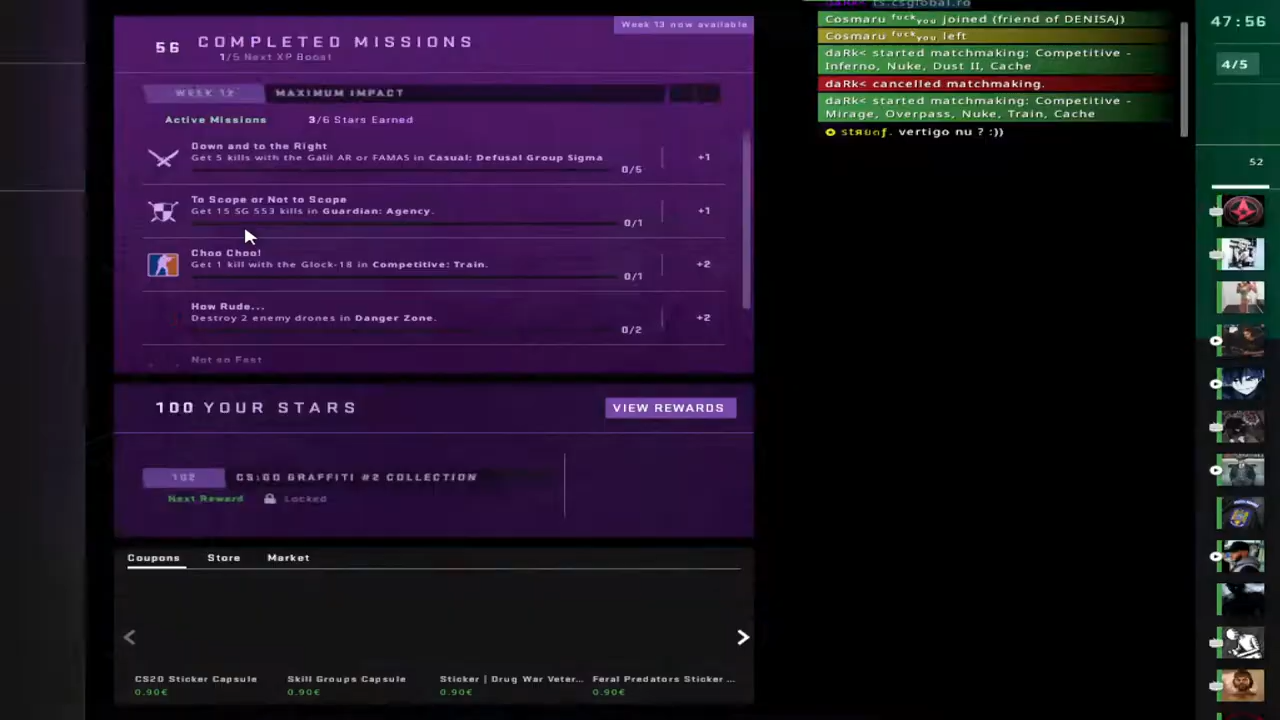 Week 13 now available
56 COMPLETED MISSIONS
1/5 Next XP Boost
WEEK 12 MAXIMUM IMPACT
Active Missions 3/6 Stars Earned
Down and to the Right
Get 5 kills with the Galil AR or FAMAS in Casual: Defusal Group Sigma
0/5
+1
To Scope or Not to Scope
Get 15 SG 553 kills in Guardian: Agency.
0/1
+1
Choo Choo!
Get 1 kill with the Glock-18 in Competitive: Train.
0/1
+2
How Rude...
Destroy 2 enemy drones in Danger Zone.
0/2
+2
Not so Fast
100 YOUR STARS
VIEW REWARDS
102 CS:GO GRAFFITI #2 COLLECTION
Next Reward Locked
Coupons Store Market
CS20 Sticker Capsule
0.90€
Skill Groups Capsule
0.90€
Sticker | Drug War Veter...
0.90€
Feral Predators Sticker ...
0.90€
daRk< ts.csglobal.ro
Cosmaru ᶠᵘᶜᵏyou joined (friend of DENISAj)
Cosmaru ᶠᵘᶜᵏyou left
daRk< started matchmaking: Competitive -
Inferno, Nuke, Dust II, Cache
daRk< cancelled matchmaking.
daRk< started matchmaking: Competitive -
Mirage, Overpass, Nuke, Train, Cache
vertigo nu ? :))
47:56
4/5
52